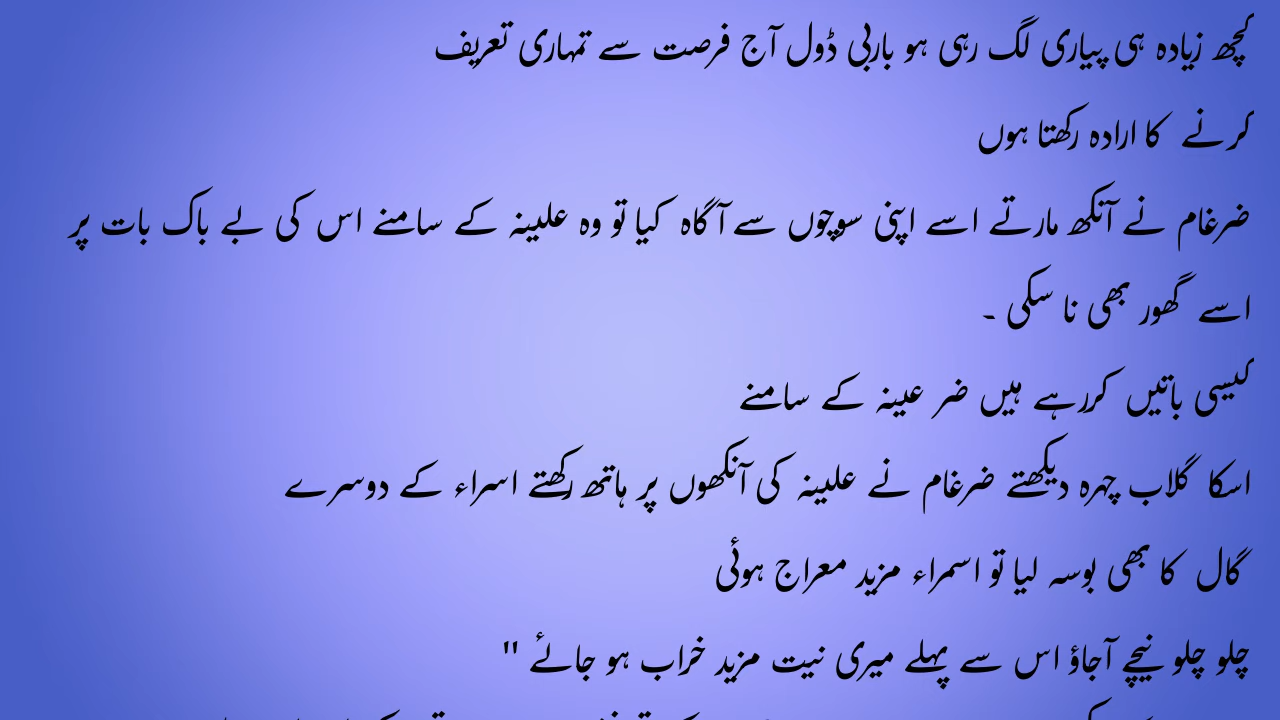 کچھ زیادہ ہی پیاری لگ رہی ہو باربی ڈول آج فرصت سے تمہاری تعریف
کرنے کا ارادہ رکھتا ہوں
ضرغام نے آنکھ مارتے اسے اپنی سوچوں سے آگاہ کیا تو وہ علینہ کے سامنے اس کی بے باک بات پر
اسے گھور بھی نا سکی ۔
کیسی باتیں کررہے ہیں ضر عینہ کے سامنے
اسکا گلاب چہرہ دیکھتے ضرغام نے علینہ کی آنکھوں پر ہاتھ رکھتے اسراء کے دوسرے
گال کا بھی بوسہ لیا تو اسمراء مزید معراج ہوئی
چلو چلو نیچے آجاؤ اس سے پہلے میری نیت مزید خراب ہو جائے "